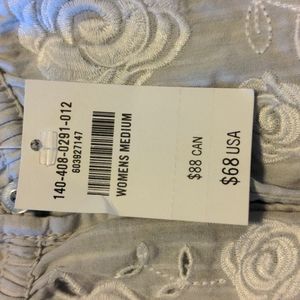 140-408-0291-012
603927147
WOMENS MEDIUM
$88 CAN
$68 USA